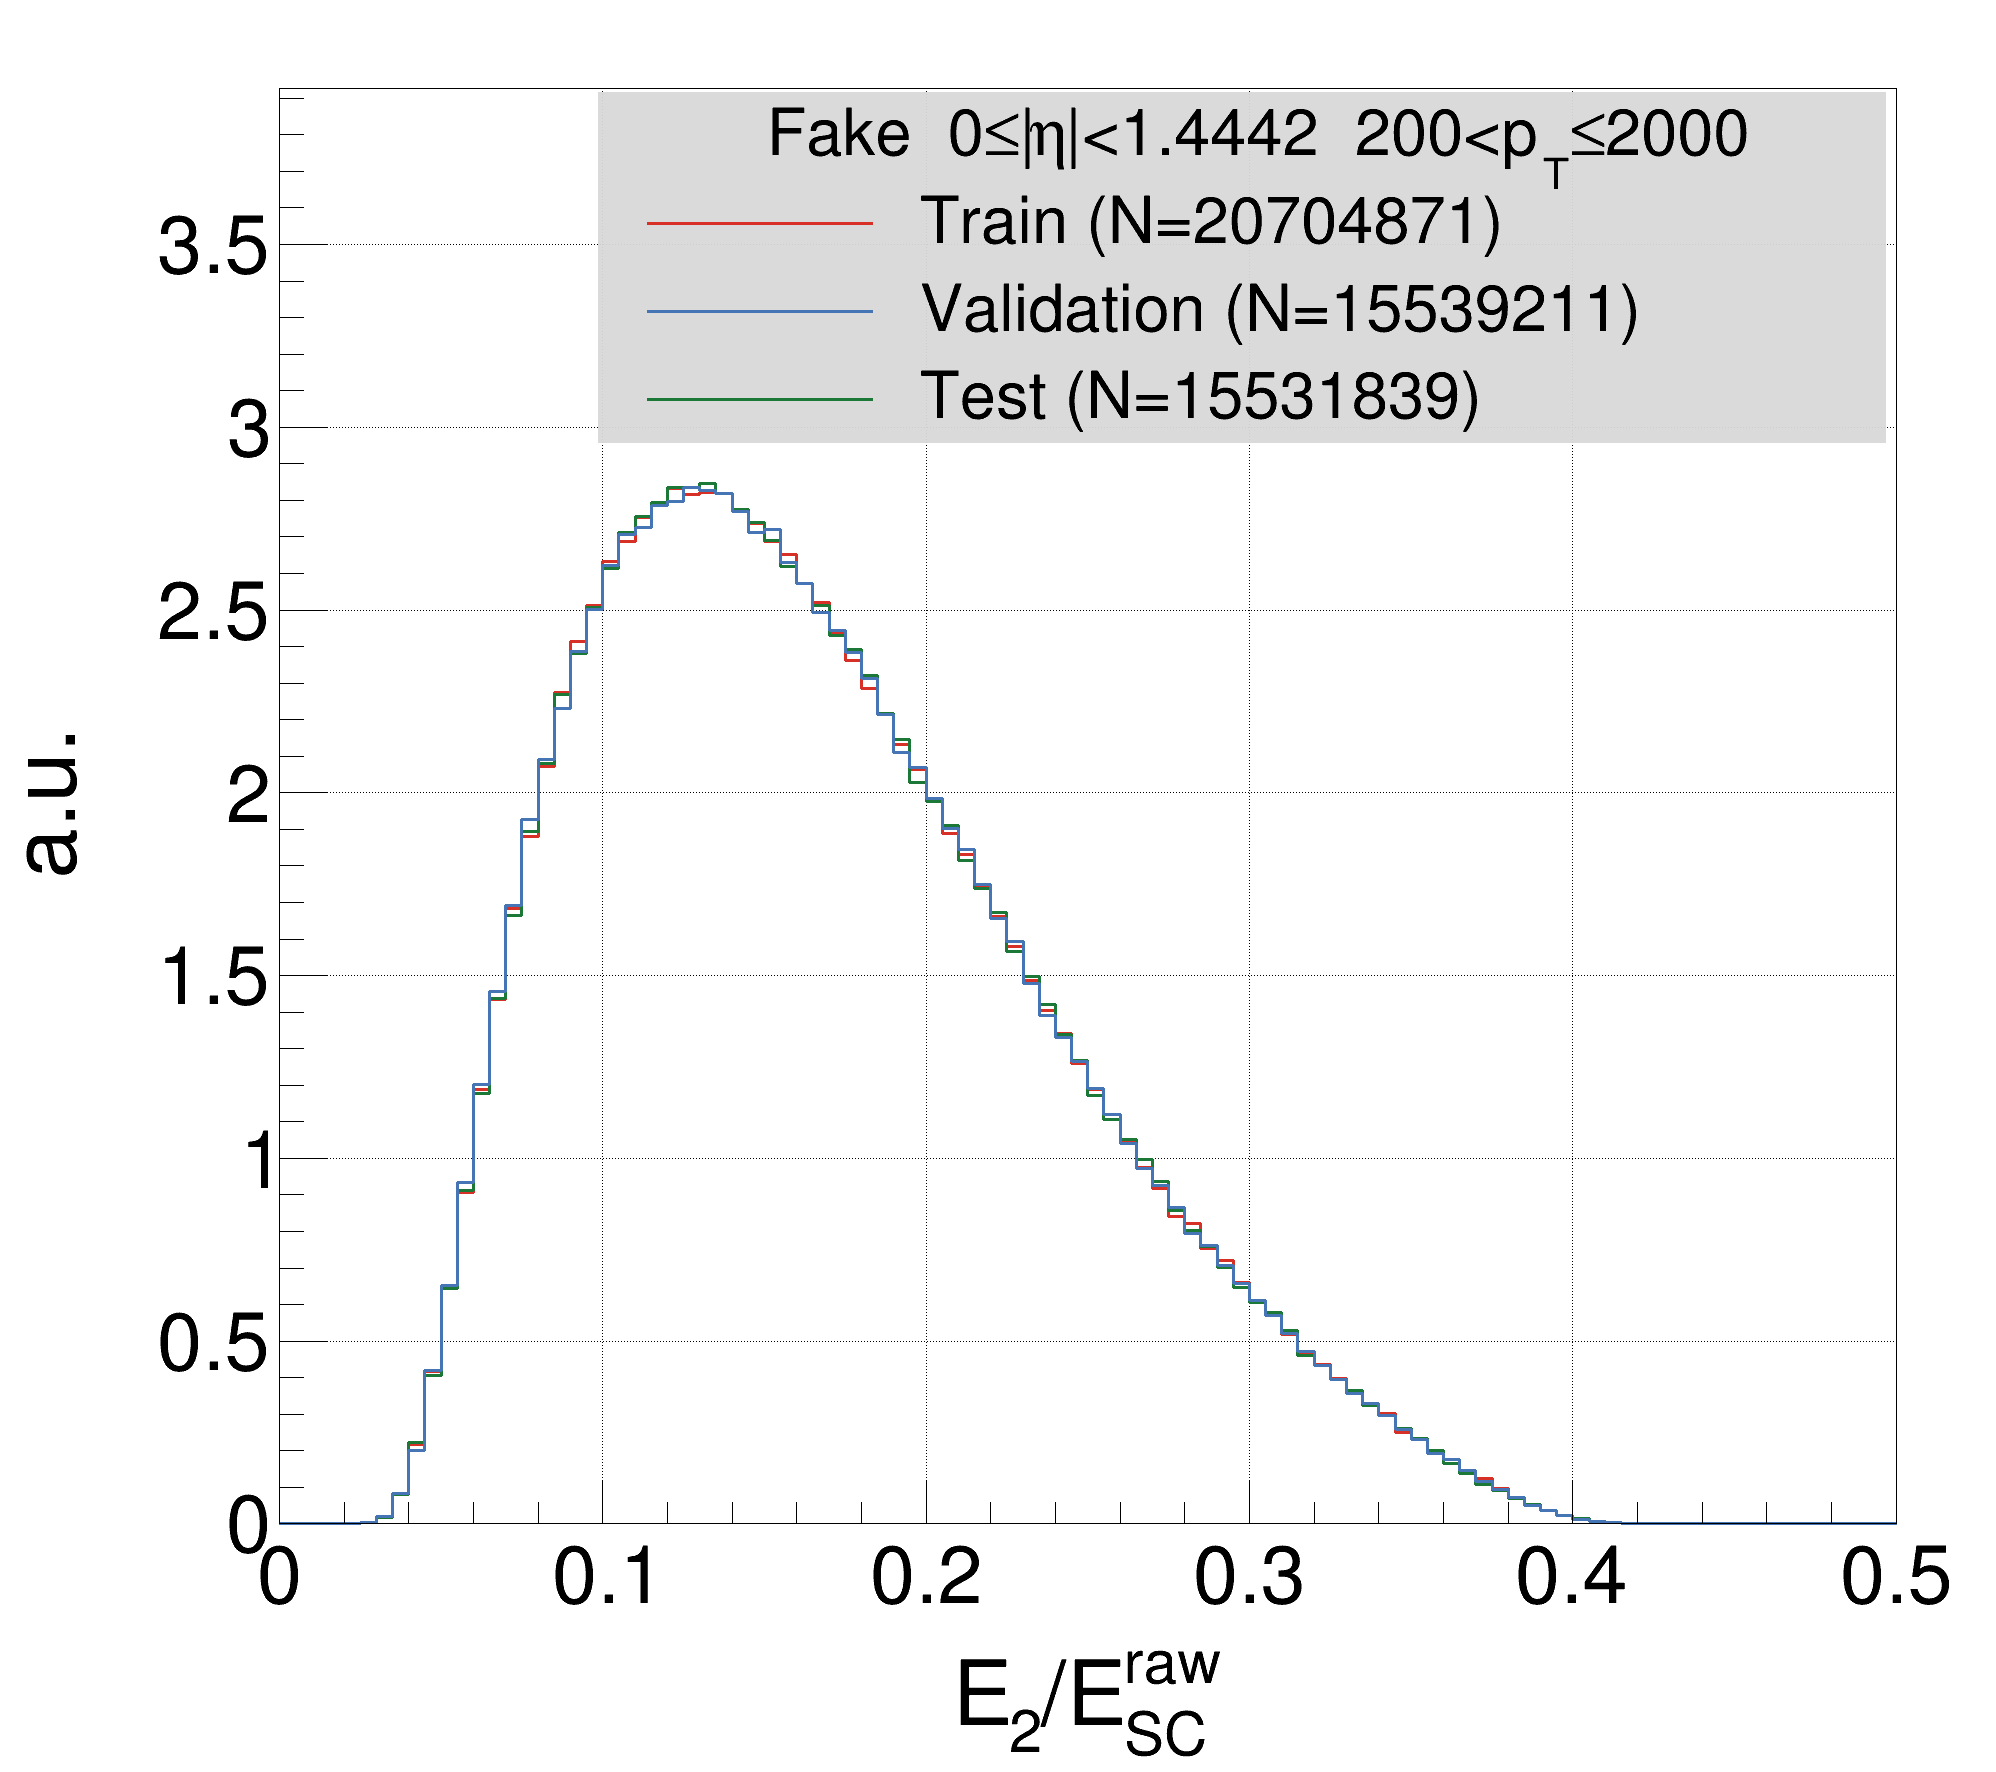 Fake 0≤|η|<1.4442 200<p_T≤2000
Train (N=20704871)
Validation (N=15539211)
Test (N=15531839)
a.u.
3.5
3
2.5
2
1.5
1
0.5
0
0 0.1 0.2 0.3 0.4 0.5
E_2/E_SC^raw